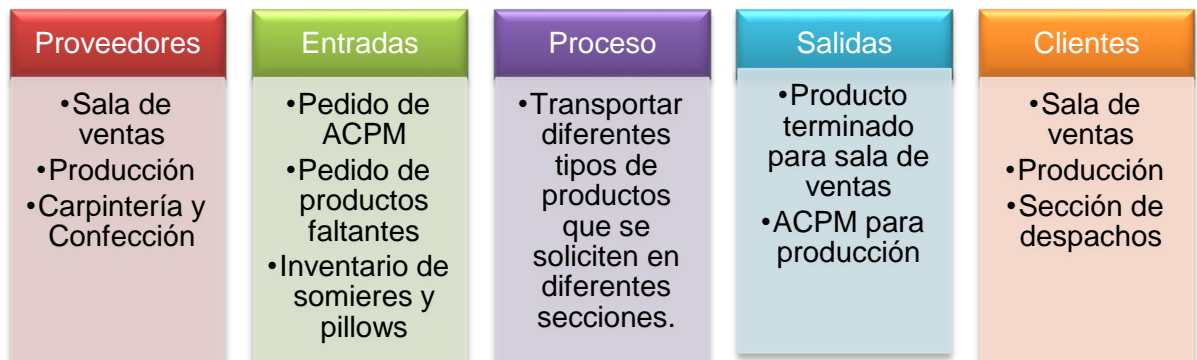 Proveedores
•Sala de
ventas
•Producción
•Carpintería y
Confección
Entradas
•Pedido de
ACPM
•Pedido de
productos
faltantes
•Inventario de
somieres y
pillows
Proceso
•Transportar
diferentes
tipos de
productos
que se
soliciten en
diferentes
secciones.
Salidas
•Producto
terminado
para sala de
ventas
•ACPM para
producción
Clientes
•Sala de
ventas
•Producción
•Sección de
despachos